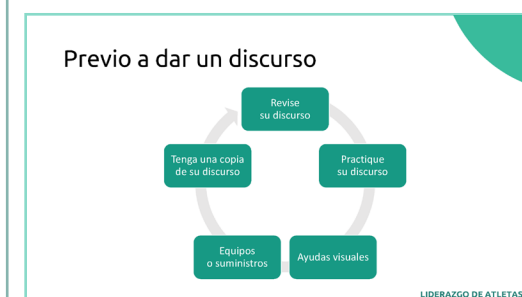 Previo a dar un discurso
Revise
su discurso
Practique
su discurso
Ayudas visuales
Equipos
o suministros
Tenga una copia
de su discurso
LIDERAZGO DE ATLETAS